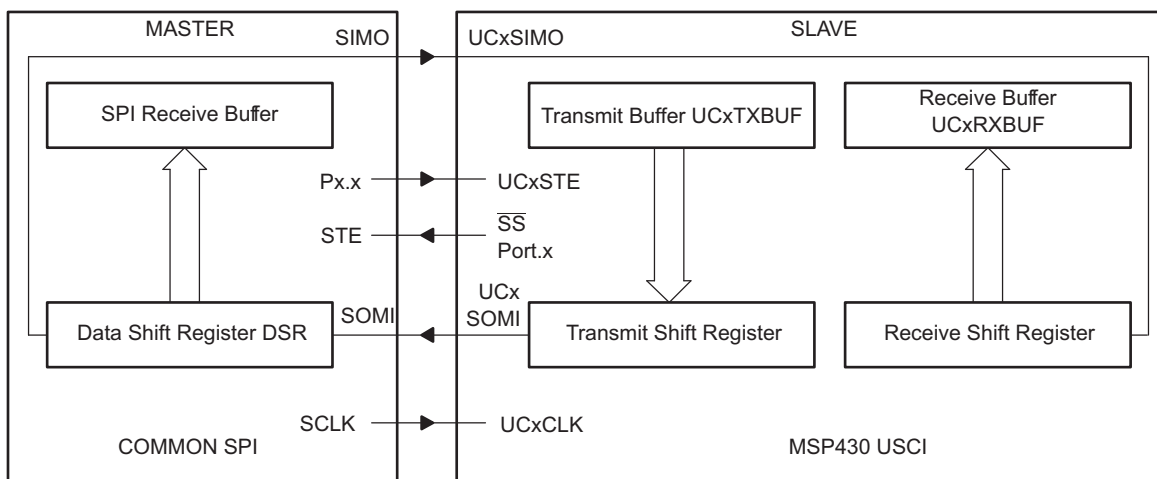 MASTER
SLAVE
SIMO
UCxSIMO
SPI Receive Buffer
Transmit Buffer UCxTXBUF
Receive Buffer
UCxRXBUF
Px.x
UCxSTE
STE
S̅S̅
Port.x
SOMI
UCx
SOMI
Data Shift Register DSR
Transmit Shift Register
Receive Shift Register
SCLK
UCxCLK
COMMON SPI
MSP430 USCI